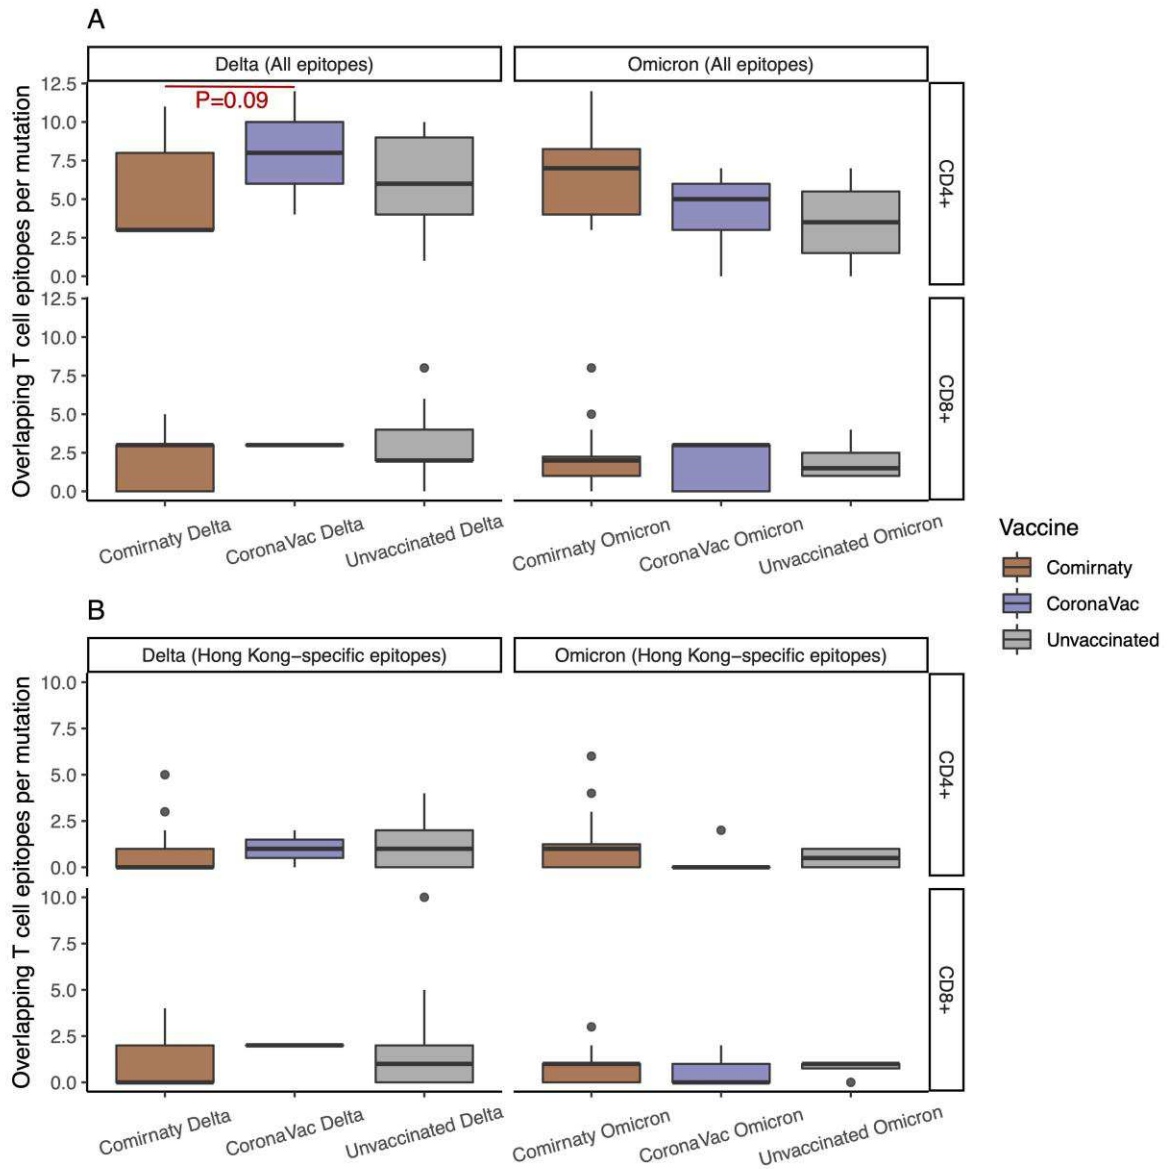 A
Delta (All epitopes)
Omicron (All epitopes)
Overlapping T cell epitopes per mutation
12.5
10.0
7.5
5.0
2.5
0.0
P=0.09
CD4+
12.5
10.0
7.5
5.0
2.5
0.0
CD8+
Comirnaty Delta
CoronaVac Delta
Unvaccinated Delta
Comirnaty Omicron
CoronaVac Omicron
Unvaccinated Omicron
Vaccine
Comirnaty
CoronaVac
Unvaccinated
B
Delta (Hong Kong–specific epitopes)
Omicron (Hong Kong–specific epitopes)
Overlapping T cell epitopes per mutation
10.0
7.5
5.0
2.5
0.0
CD4+
10.0
7.5
5.0
2.5
0.0
CD8+
Comirnaty Delta
CoronaVac Delta
Unvaccinated Delta
Comirnaty Omicron
CoronaVac Omicron
Unvaccinated Omicron